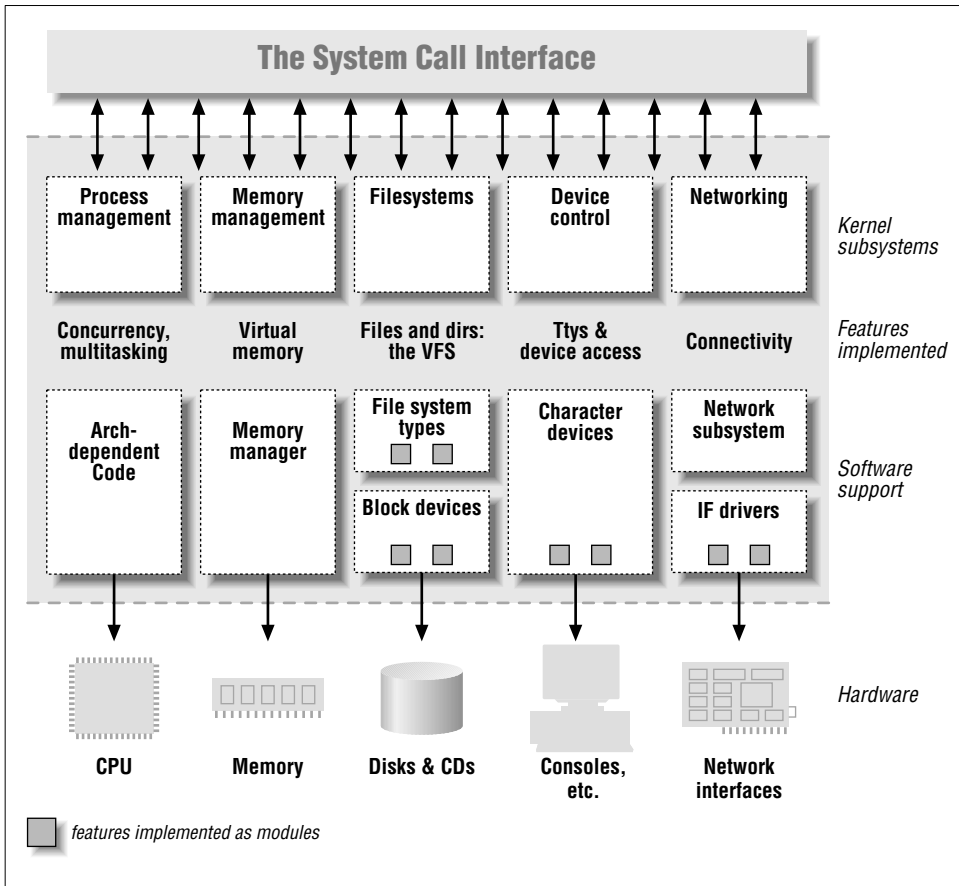 The System Call Interface
Process
management
Memory
management
Filesystems
Device
control
Networking
Kernel
subsystems
Concurrency,
multitasking
Virtual
memory
Files and dirs:
the VFS
Ttys &
device access
Connectivity
Features
implemented
Arch-
dependent
Code
Memory
manager
File system
types
Block devices
Character
devices
Network
subsystem
IF drivers
Software
support
CPU
Memory
Disks & CDs
Consoles,
etc.
Network
interfaces
Hardware
features implemented as modules